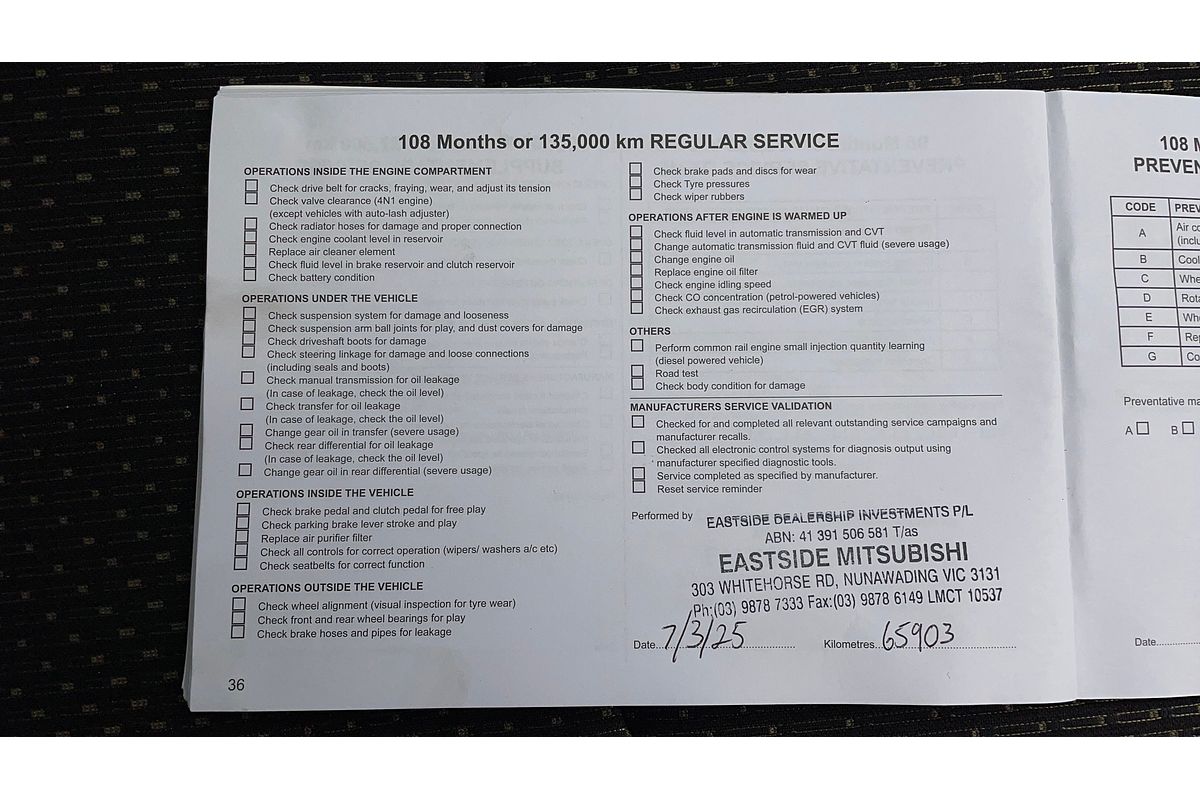 108 Months or 135,000 km REGULAR SERVICE
OPERATIONS INSIDE THE ENGINE COMPARTMENT
Check drive belt for cracks, fraying, wear, and adjust its tension
Check valve clearance (4N1 engine)
(except vehicles with auto-lash adjuster)
Check radiator hoses for damage and proper connection
Check engine coolant level in reservoir
Replace air cleaner element
Check fluid level in brake reservoir and clutch reservoir
Check battery condition
OPERATIONS UNDER THE VEHICLE
Check suspension system for damage and looseness
Check suspension arm ball joints for play, and dust covers for damage
Check driveshaft boots for damage
Check steering linkage for damage and loose connections
(including seals and boots)
Check manual transmission for oil leakage
(In case of leakage, check the oil level)
Check transfer for oil leakage
(In case of leakage, check the oil level)
Change gear oil in transfer (severe usage)
Check rear differential for oil leakage
(In case of leakage, check the oil level)
Change gear oil in rear differential (severe usage)
OPERATIONS INSIDE THE VEHICLE
Check brake pedal and clutch pedal for free play
Check parking brake lever stroke and play
Replace air purifier filter
Check all controls for correct operation (wipers/ washers a/c etc)
Check seatbelts for correct function
OPERATIONS OUTSIDE THE VEHICLE
Check wheel alignment (visual inspection for tyre wear)
Check front and rear wheel bearings for play
Check brake hoses and pipes for leakage
36
Check brake pads and discs for wear
Check Tyre pressures
Check wiper rubbers
OPERATIONS AFTER ENGINE IS WARMED UP
Check fluid level in automatic transmission and CVT
Change automatic transmission fluid and CVT fluid (severe usage)
Change engine oil
Replace engine oil filter
Check engine idling speed
Check CO concentration (petrol-powered vehicles)
Check exhaust gas recirculation (EGR) system
OTHERS
Perform common rail engine small injection quantity learning
(diesel powered vehicle)
Road test
Check body condition for damage
MANUFACTURERS SERVICE VALIDATION
Checked for and completed all relevant outstanding service campaigns and
manufacturer recalls.
Checked all electronic control systems for diagnosis output using
manufacturer specified diagnostic tools.
Service completed as specified by manufacturer.
Reset service reminder
Performed by EASTSIDE DEALERSHIP INVESTMENTS P/L
ABN: 41 391 506 581 T/as
EASTSIDE MITSUBISHI
303 WHITEHORSE RD, NUNAWADING VIC 3131
Ph:(03) 9878 7333 Fax:(03) 9878 6149 LMCT 10537
Date...7/3/25 Kilometres..65903
108 M
PREVEN
CODE PREV
A Air co
(inclu
B Cool
C Whe
D Rota
E Whe
F Rep
G Co
Preventative ma
A B
Date